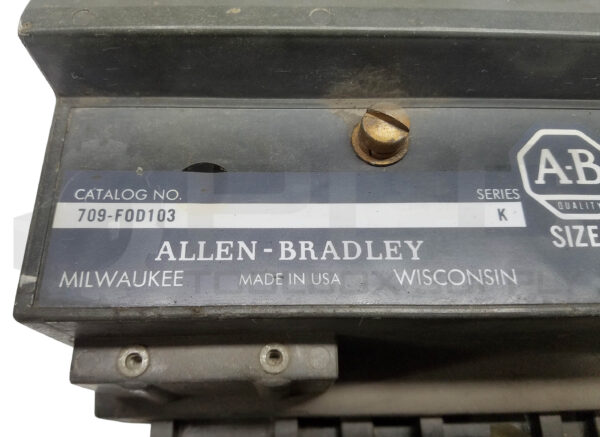 CATALOG NO.
SERIES
709-FOD103
K
ALLEN-BRADLEY
MILWAUKEE
MADE IN USA
WISCONSIN
A-B
QUALITY
SIZE